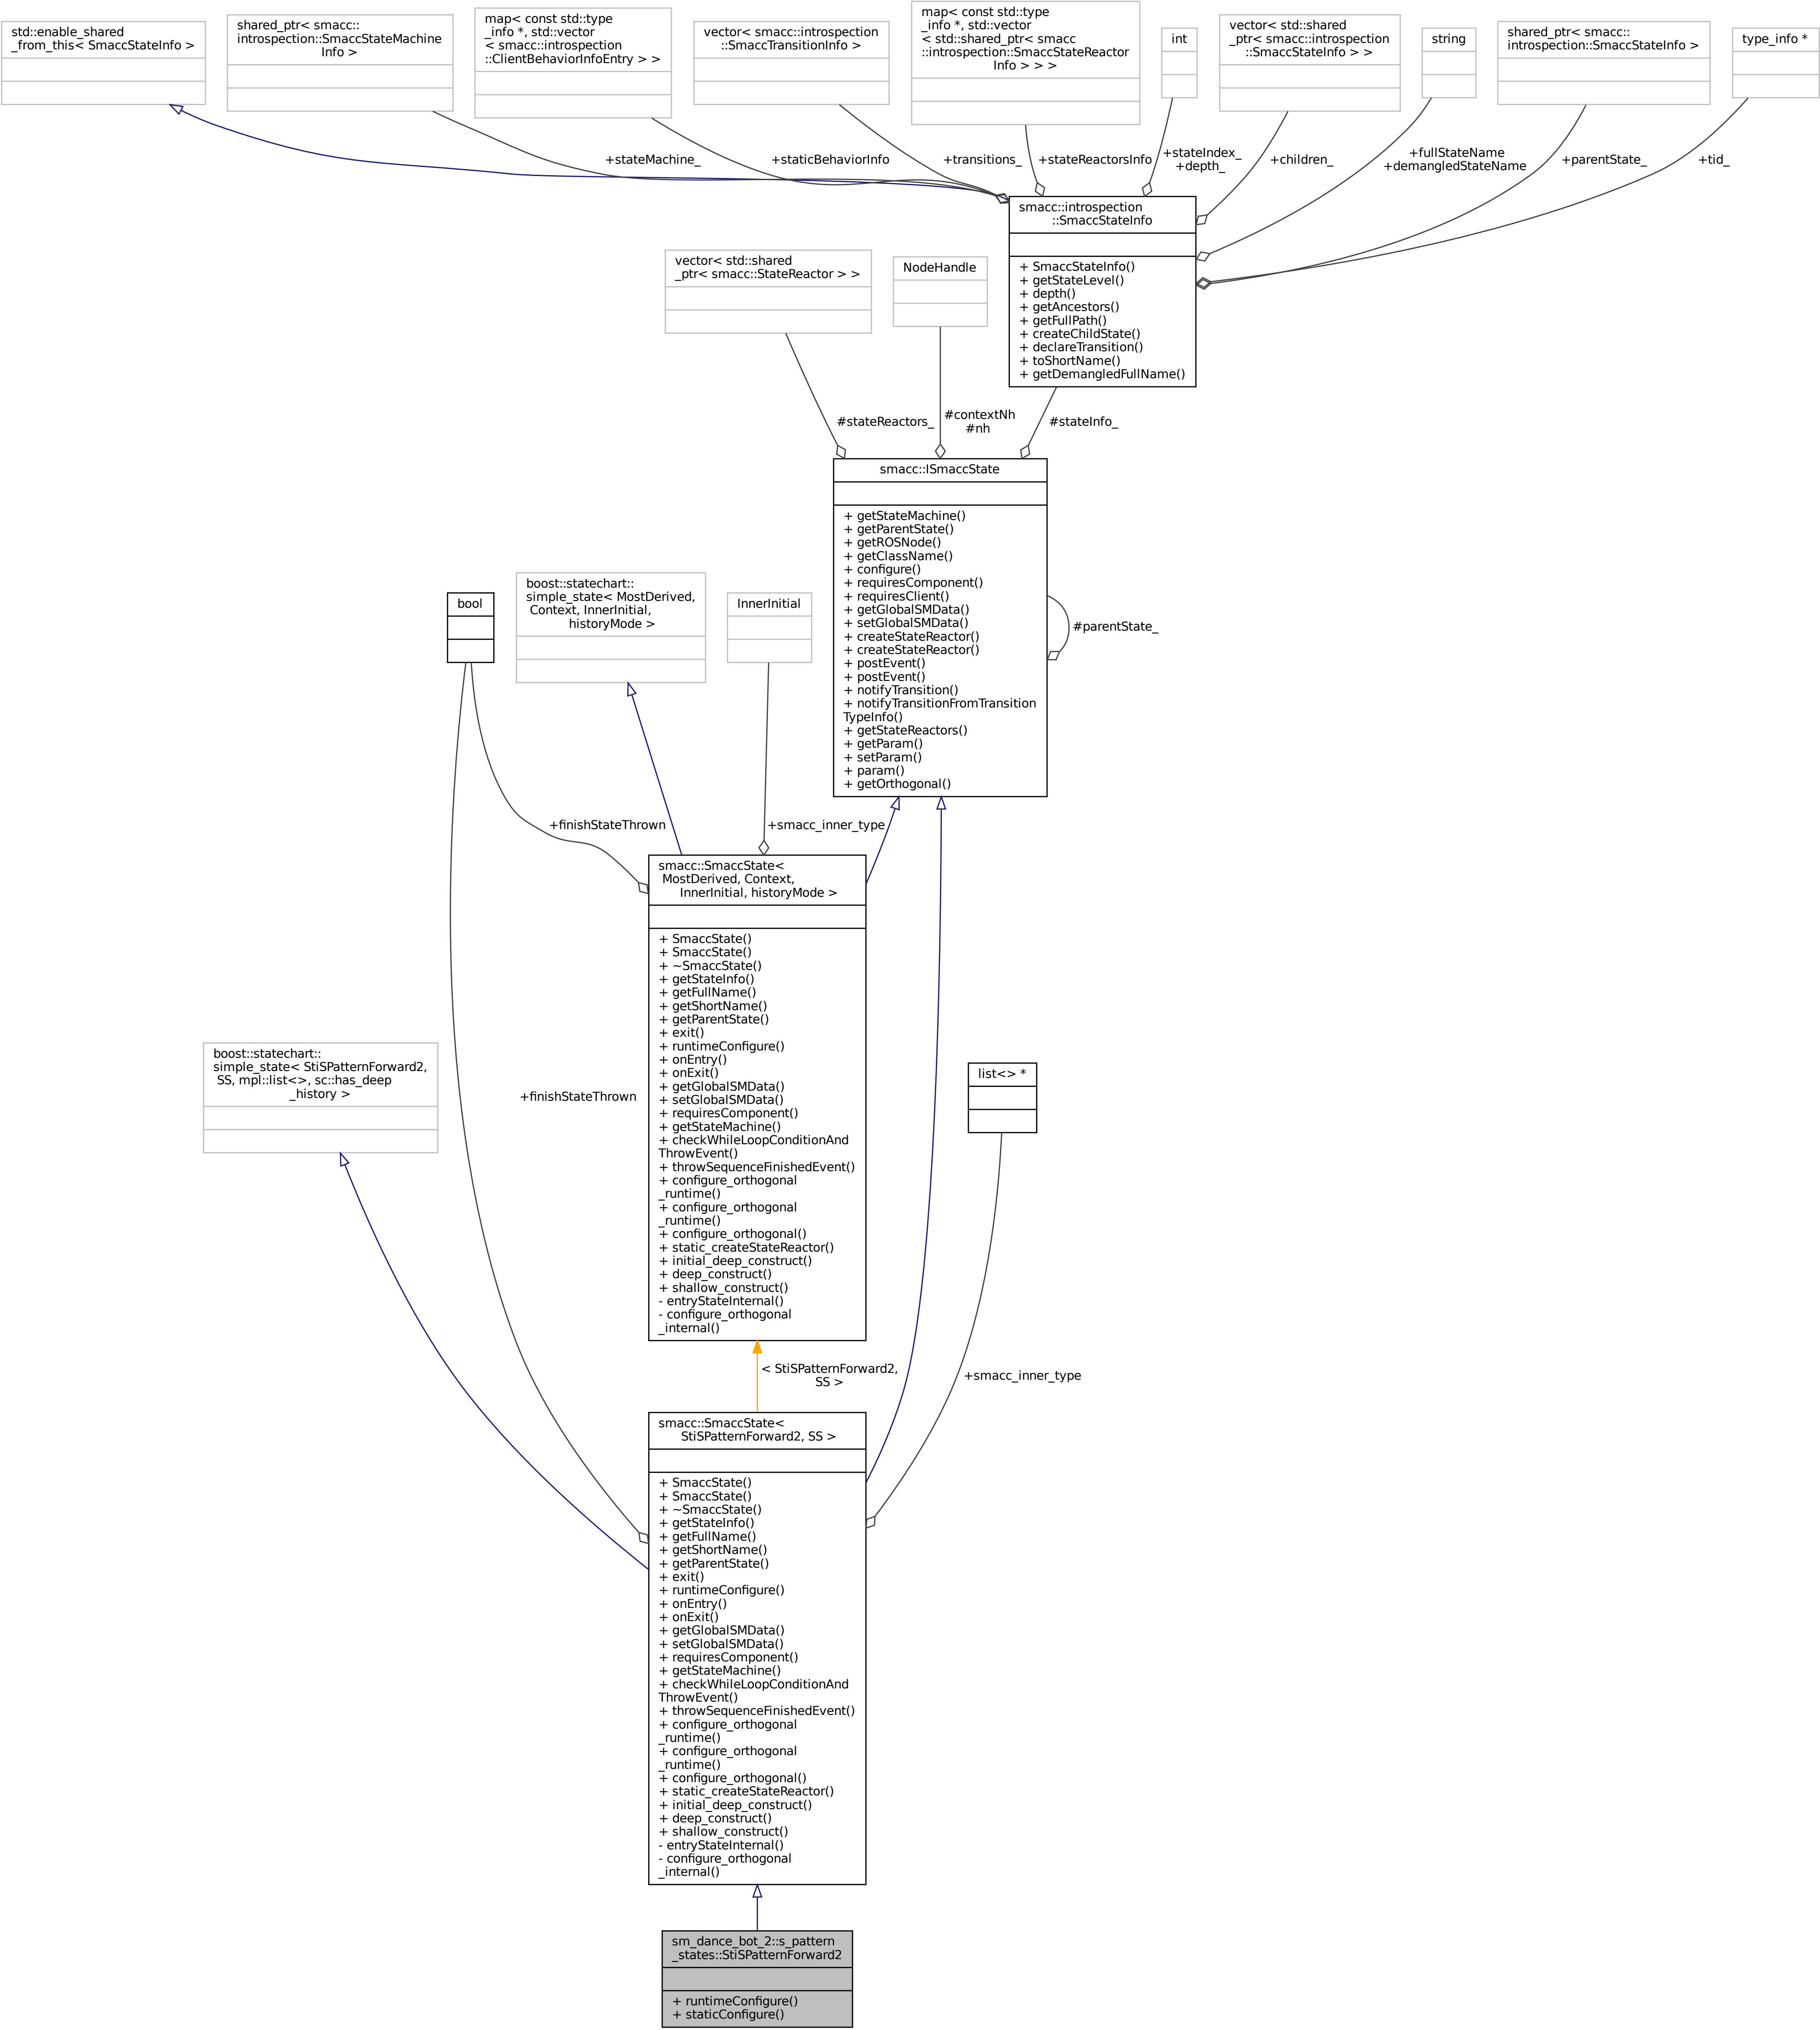 std::enable_shared
_from_this< SmaccStateInfo >
shared_ptr< smacc::
introspection::SmaccStateMachine
Info >
map< const std::type
_info *, std::vector
< smacc::introspection
::ClientBehaviorInfoEntry > >
vector< smacc::introspection
::SmaccTransitionInfo >
map< const std::type
_info *, std::vector
< std::shared_ptr< smacc
::introspection::SmaccStateReactor
Info > > >
int
vector< std::shared
_ptr< smacc::introspection
::SmaccStateInfo > >
string
shared_ptr< smacc::
introspection::SmaccStateInfo >
type_info *
+stateMachine_
+staticBehaviorInfo
+transitions_
+stateReactorsInfo
+stateIndex_
+depth_
+children_
+fullStateName
+demangledStateName
+parentState_
+tid_
smacc::introspection
::SmaccStateInfo
+ SmaccStateInfo()
+ getStateLevel()
+ depth()
+ getAncestors()
+ getFullPath()
+ createChildState()
+ declareTransition()
+ toShortName()
+ getDemangledFullName()
vector< std::shared
_ptr< smacc::StateReactor > >
NodeHandle
#stateReactors_
#contextNh
#nh
#stateInfo_
smacc::ISmaccState
+ getStateMachine()
+ getParentState()
+ getROSNode()
+ getClassName()
+ configure()
+ requiresComponent()
+ requiresClient()
+ getGlobalSMData()
+ setGlobalSMData()
+ createStateReactor()
+ createStateReactor()
+ postEvent()
+ postEvent()
+ notifyTransition()
+ notifyTransitionFromTransition
TypeInfo()
+ getStateReactors()
+ getParam()
+ setParam()
+ param()
+ getOrthogonal()
#parentState_
bool
boost::statechart::
simple_state< MostDerived,
Context, InnerInitial,
historyMode >
InnerInitial
+finishStateThrown
+smacc_inner_type
smacc::SmaccState<
MostDerived, Context,
InnerInitial, historyMode >
+ SmaccState()
+ SmaccState()
+ ~SmaccState()
+ getStateInfo()
+ getFullName()
+ getShortName()
+ getParentState()
+ exit()
+ runtimeConfigure()
+ onEntry()
+ onExit()
+ getGlobalSMData()
+ setGlobalSMData()
+ requiresComponent()
+ getStateMachine()
+ checkWhileLoopConditionAnd
ThrowEvent()
+ throwSequenceFinishedEvent()
+ configure_orthogonal
_runtime()
+ configure_orthogonal
_runtime()
+ configure_orthogonal()
+ static_createStateReactor()
+ initial_deep_construct()
+ deep_construct()
+ shallow_construct()
- entryStateInternal()
- configure_orthogonal
_internal()
boost::statechart::
simple_state< StiSPatternForward2,
SS, mpl::list<>, sc::has_deep
_history >
+finishStateThrown
list<> *
< StiSPatternForward2,
SS >
+smacc_inner_type
smacc::SmaccState<
StiSPatternForward2, SS >
+ SmaccState()
+ SmaccState()
+ ~SmaccState()
+ getStateInfo()
+ getFullName()
+ getShortName()
+ getParentState()
+ exit()
+ runtimeConfigure()
+ onEntry()
+ onExit()
+ getGlobalSMData()
+ setGlobalSMData()
+ requiresComponent()
+ getStateMachine()
+ checkWhileLoopConditionAnd
ThrowEvent()
+ throwSequenceFinishedEvent()
+ configure_orthogonal
_runtime()
+ configure_orthogonal
_runtime()
+ configure_orthogonal()
+ static_createStateReactor()
+ initial_deep_construct()
+ deep_construct()
+ shallow_construct()
- entryStateInternal()
- configure_orthogonal
_internal()
sm_dance_bot_2::s_pattern
_states::StiSPatternForward2
+ runtimeConfigure()
+ staticConfigure()